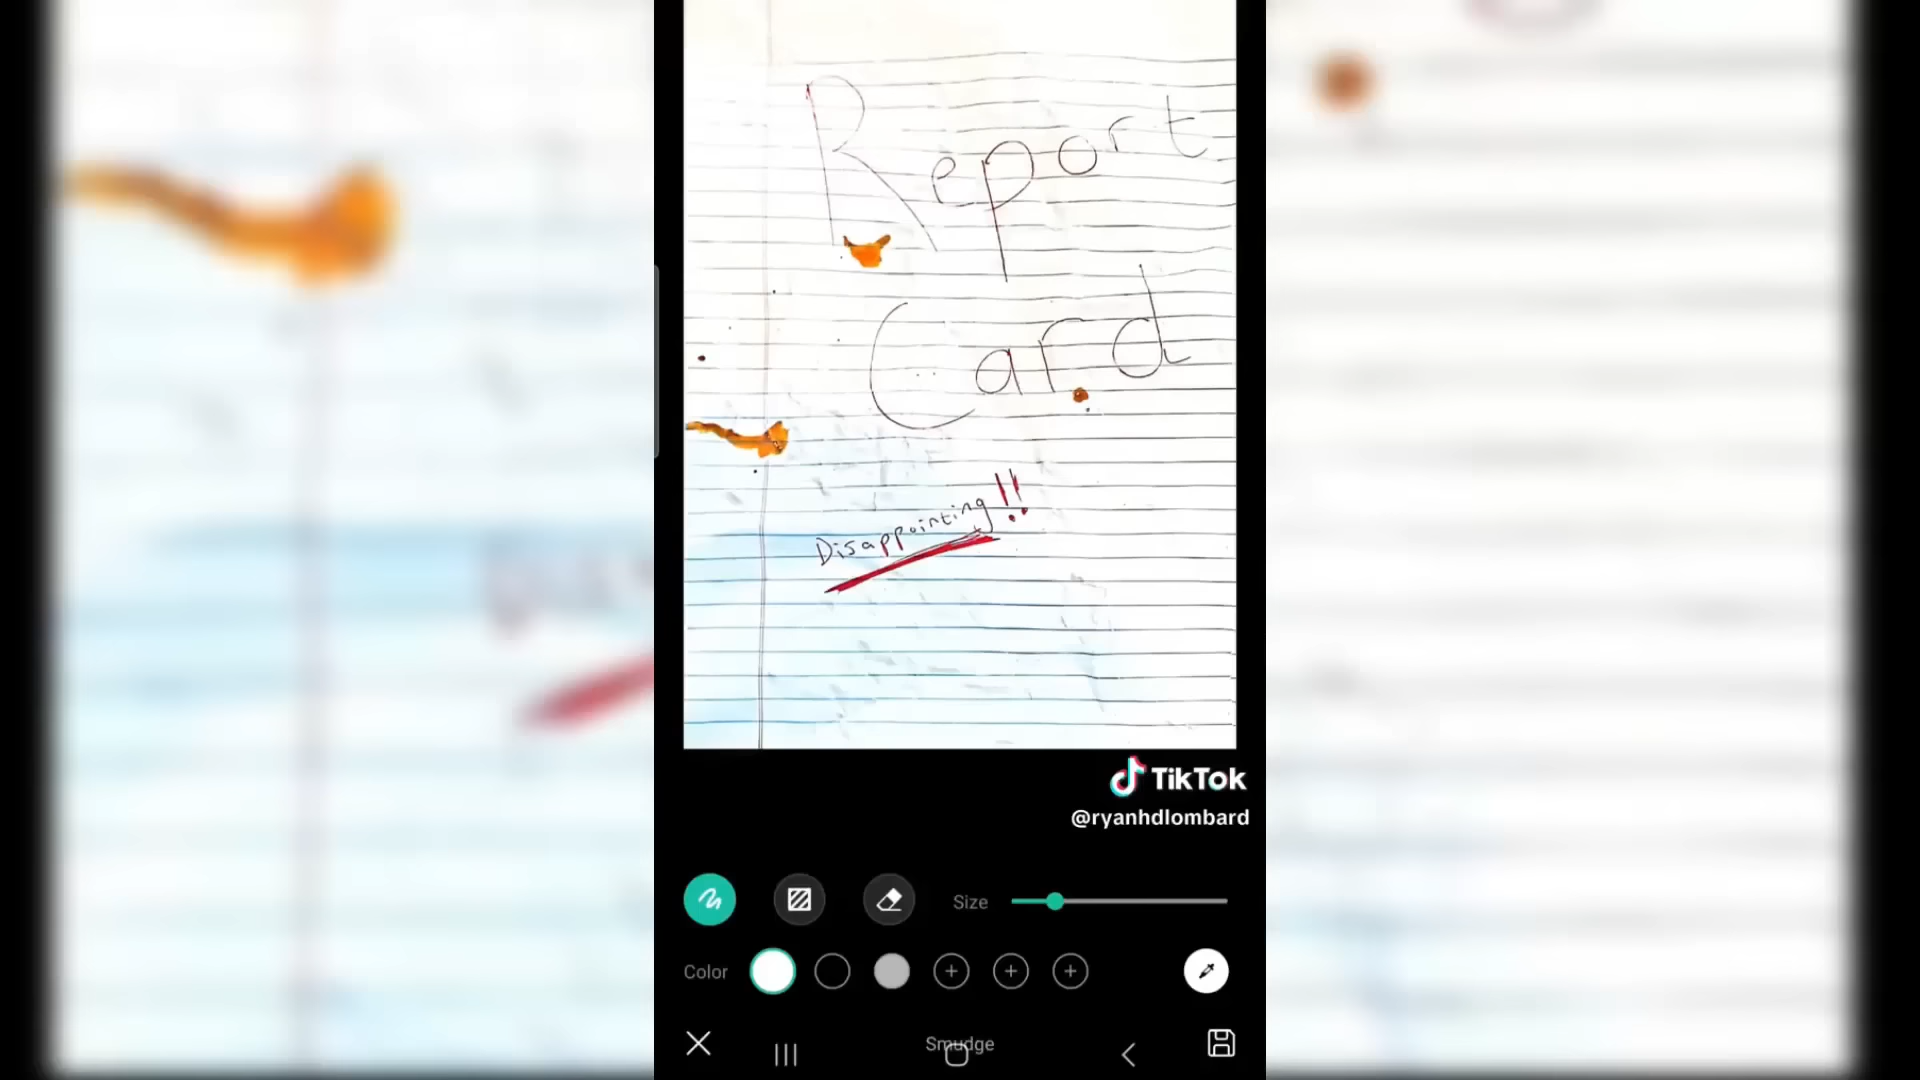 Report
Card
Disappointing!!
TikTok
@ryanhdlombard
Size
Color
Smudge